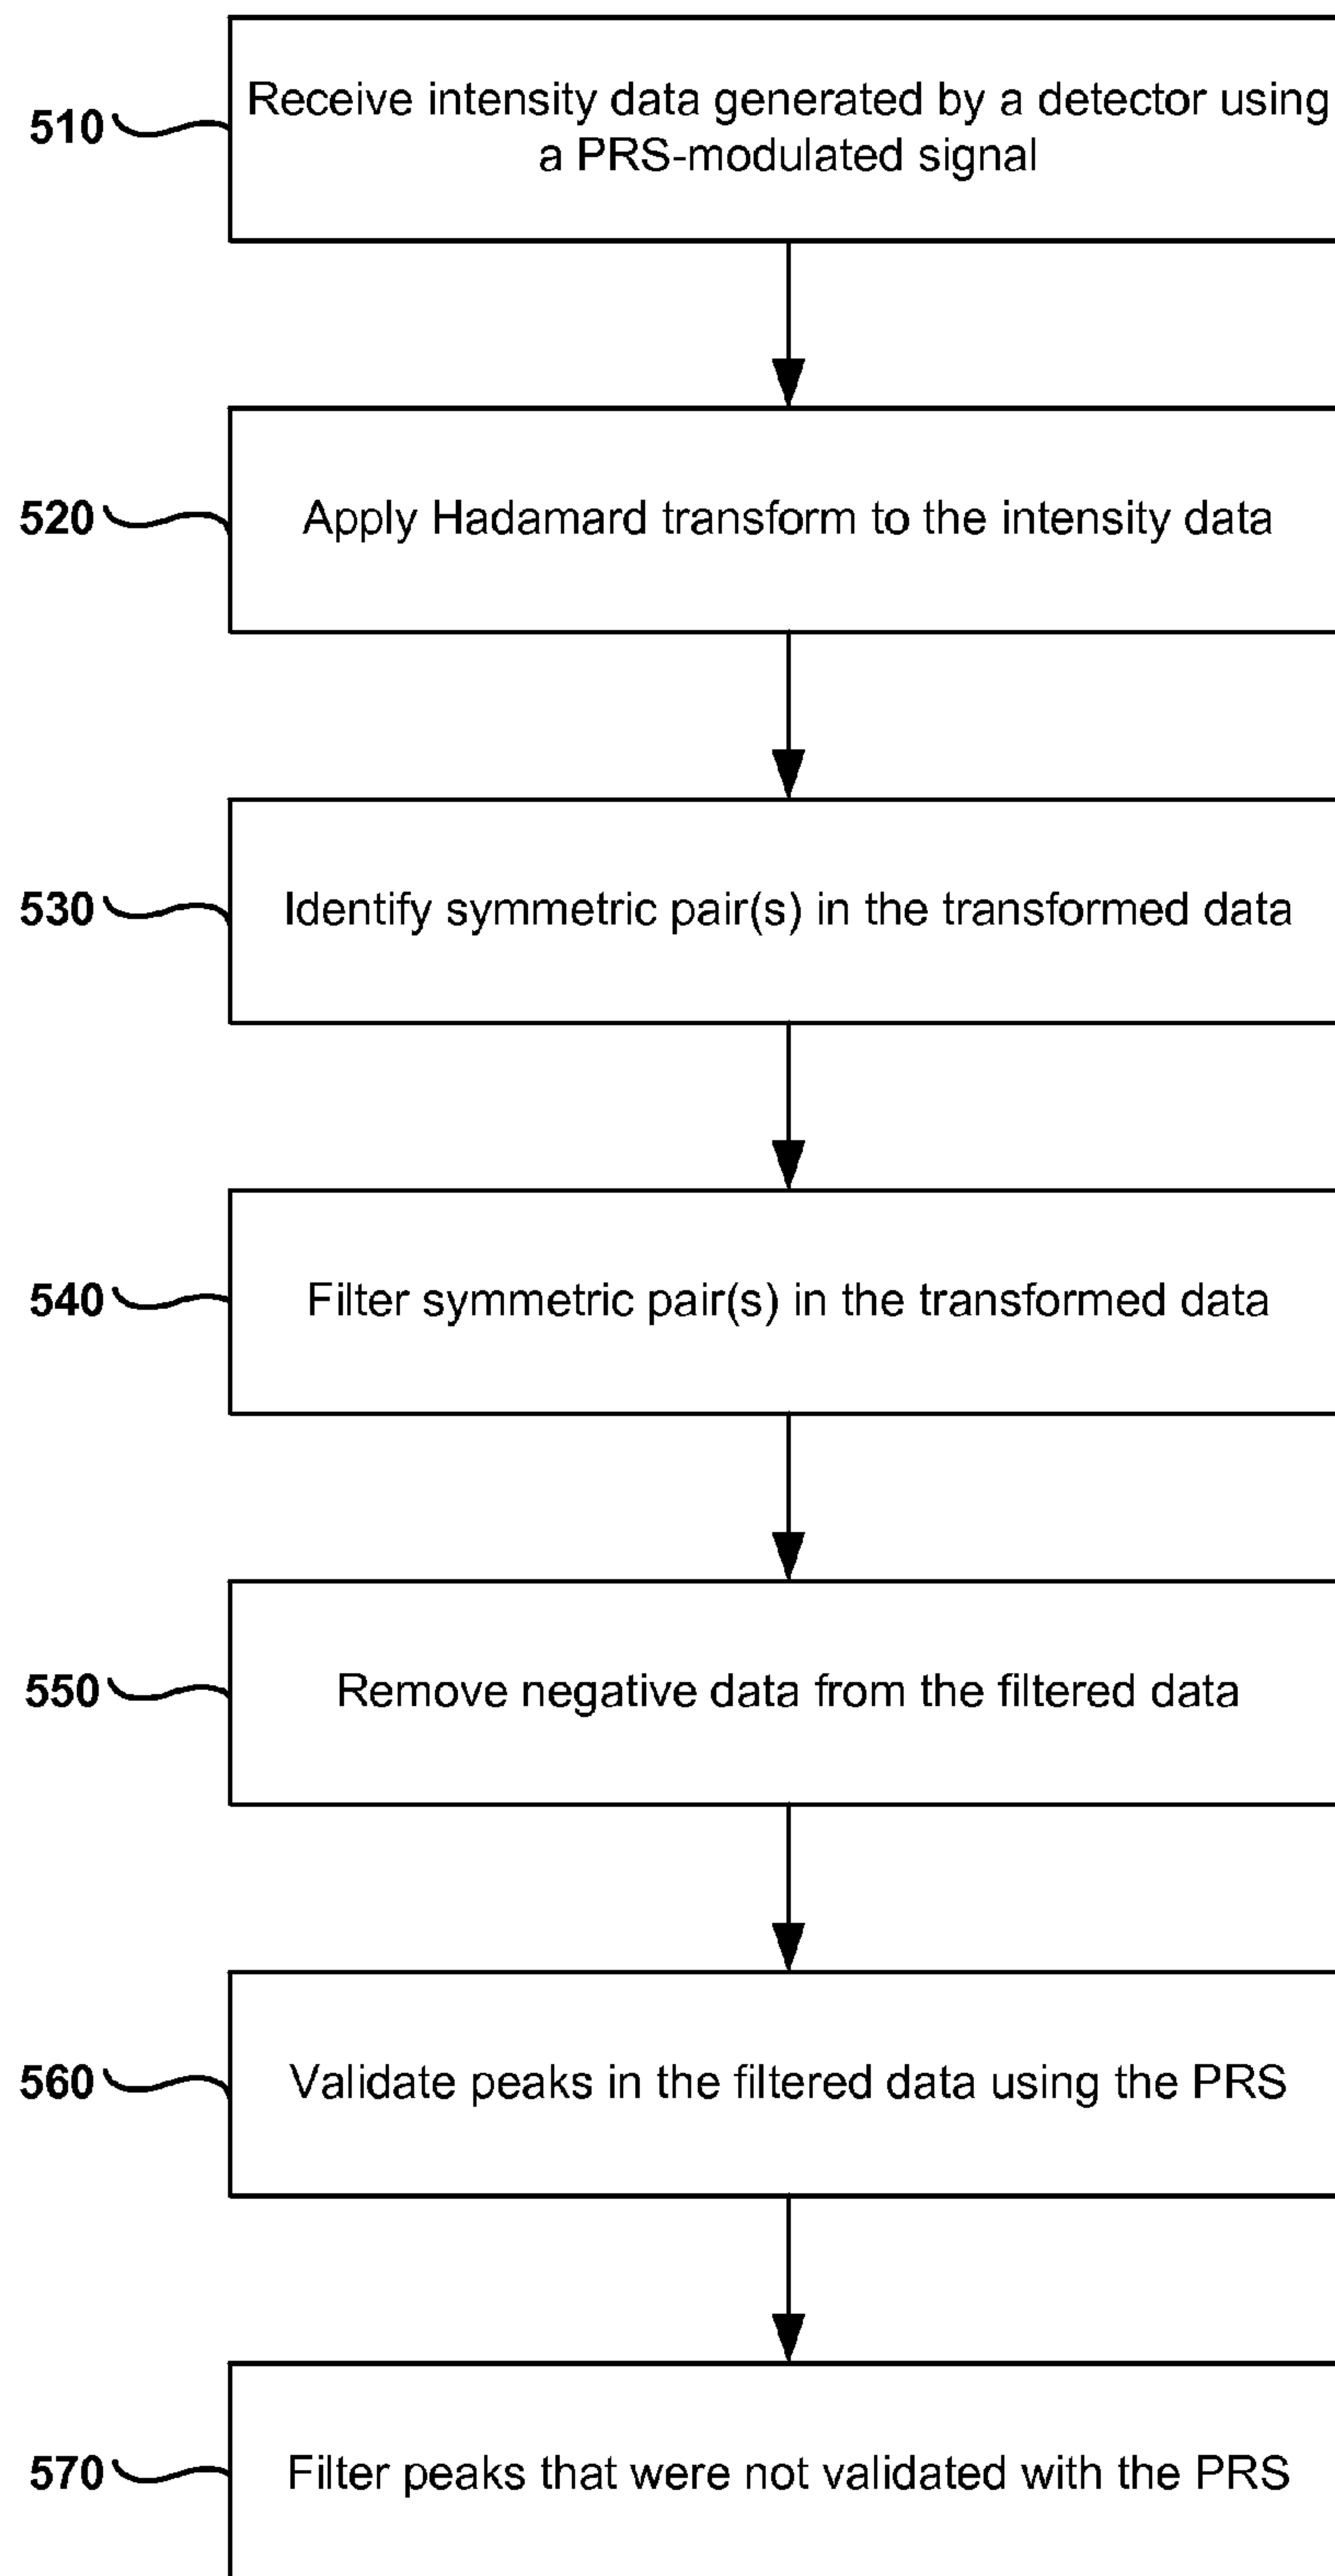 510
Receive intensity data generated by a detector using
a PRS-modulated signal
520
Apply Hadamard transform to the intensity data
530
Identify symmetric pair(s) in the transformed data
540
Filter symmetric pair(s) in the transformed data
550
Remove negative data from the filtered data
560
Validate peaks in the filtered data using the PRS
570
Filter peaks that were not validated with the PRS